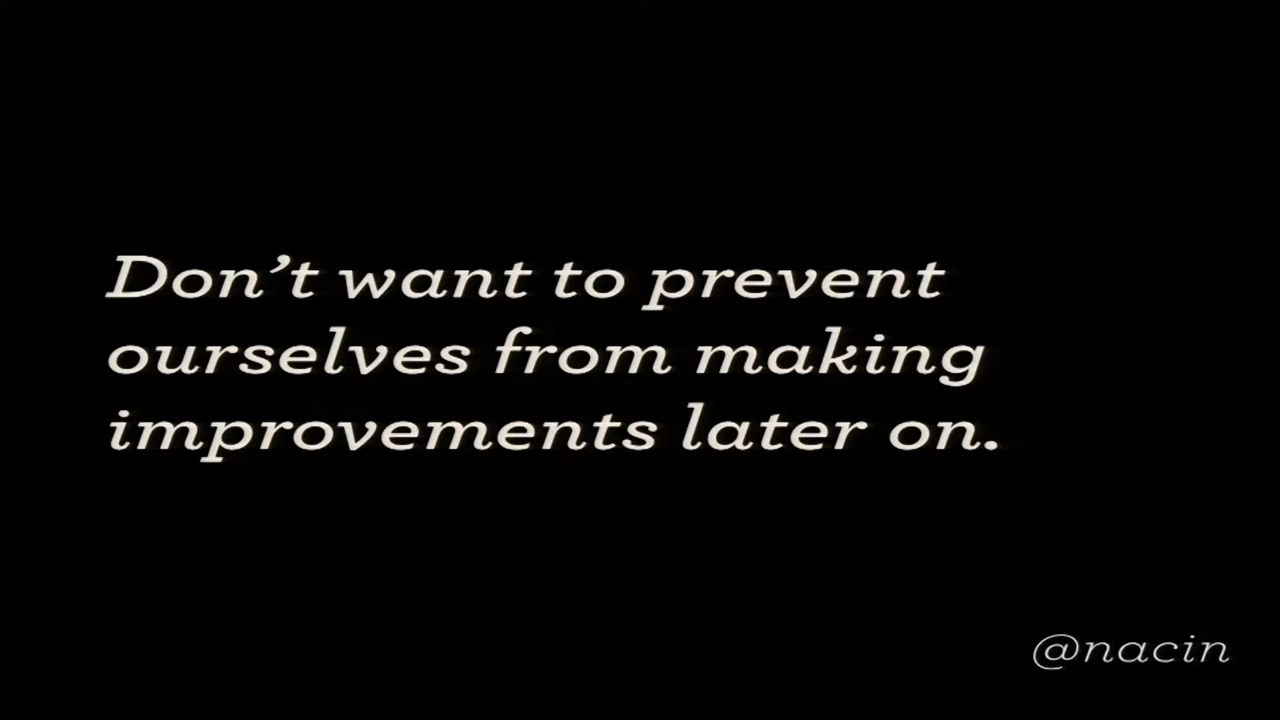 Don’t want to prevent
ourselves from making
improvements later on.
@nacin